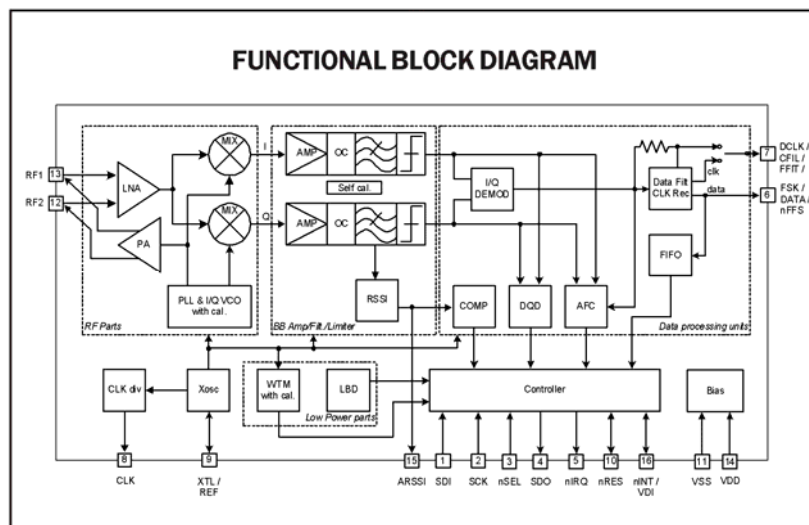 FUNCTIONAL BLOCK DIAGRAM
MIX
I
AMP
OC
Self cal.
RF1
13
LNA
RF2
12
PA
MIX
Q
AMP
OC
I/Q
DEMOD
Data Filt
CLK Rec
clk
data
7
DCLK /
CFIL /
FFIT /
6
FSK /
DATA /
nFFS
PLL & I/Q VCO
with cal.
RF Parts
RSSI
BB Amp/Filt./Limiter
COMP
DQD
AFC
FIFO
Data processing units
CLK div
Xosc
WTM
with cal.
LBD
Low Power parts
Controller
Bias
8
9
15
1
2
3
4
5
10
16
11
14
CLK
XTL /
REF
ARSSI
SDI
SCK
nSEL
SDO
nIRQ
nRES
nINT /
VDI
VSS
VDD